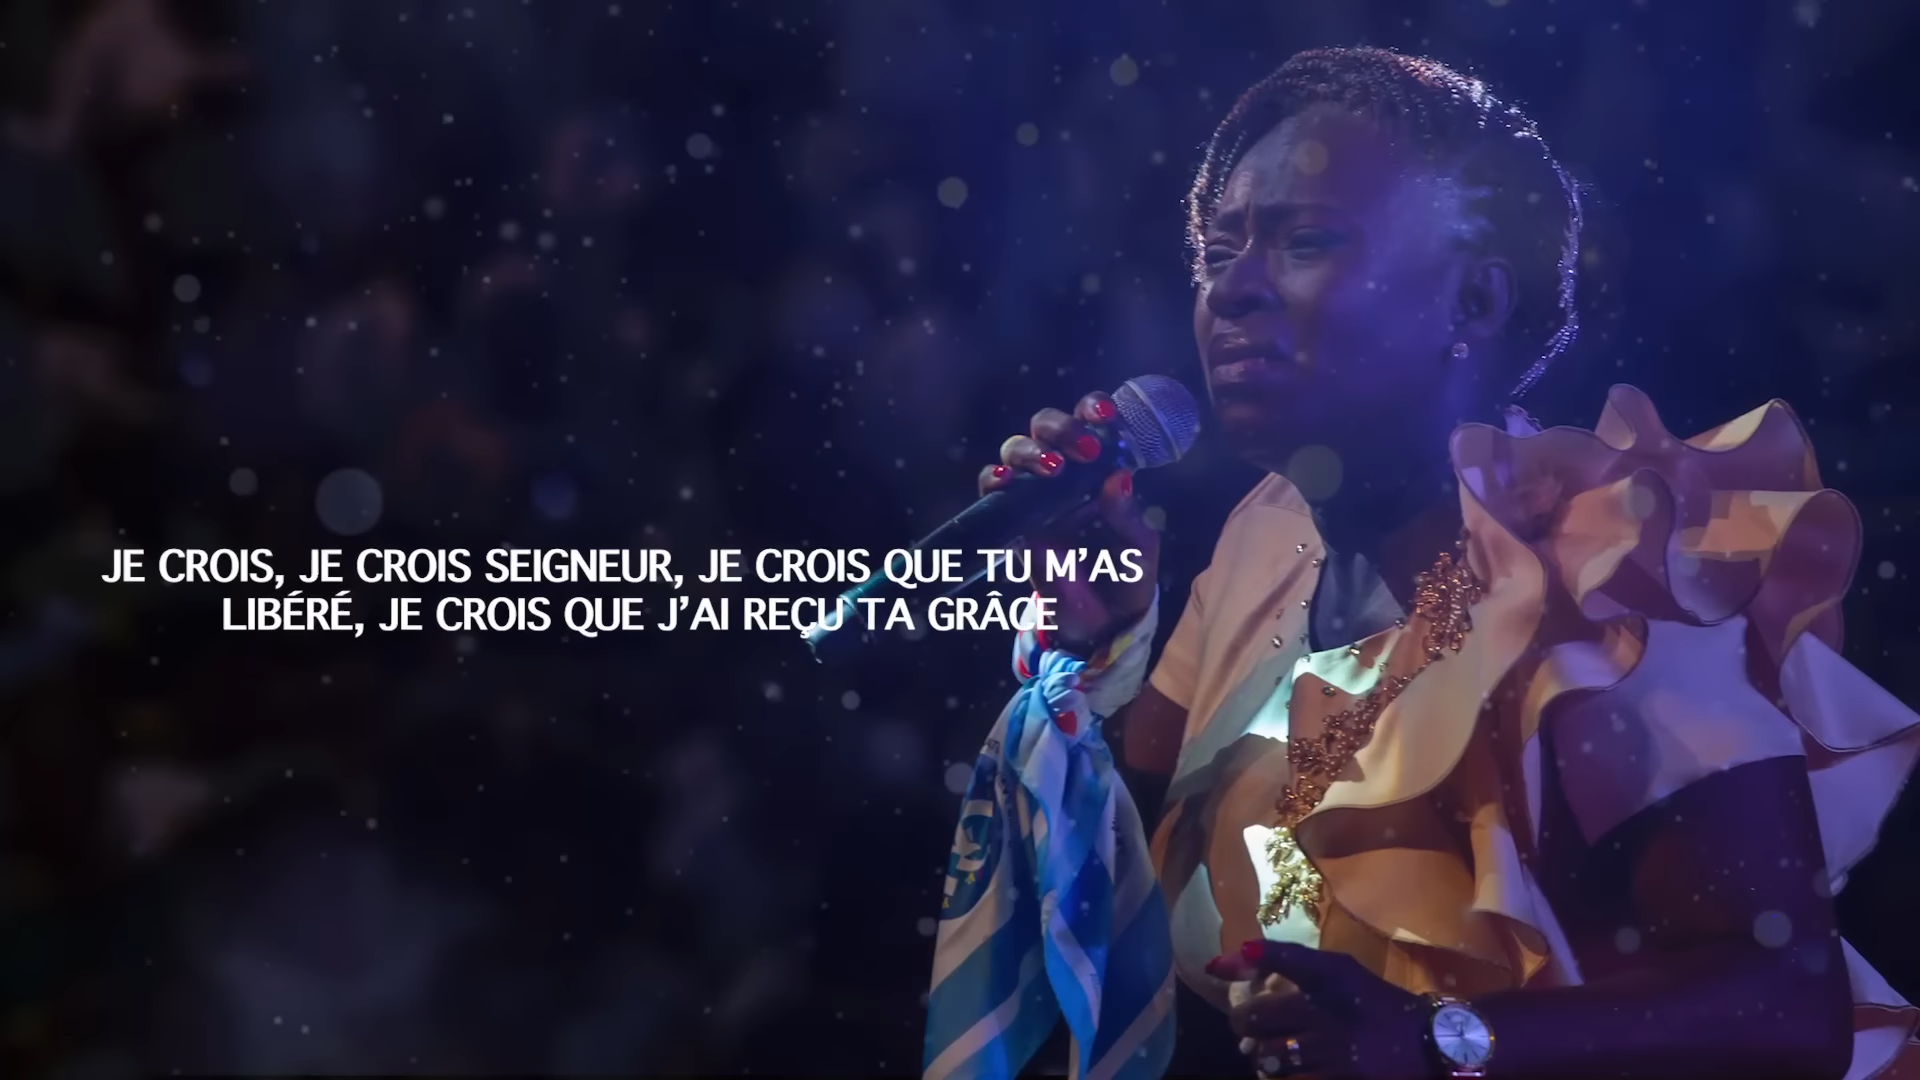 JE CROIS, JE CROIS SEIGNEUR, JE CROIS QUE TU M’AS
LIBÉRÉ, JE CROIS QUE J’AI REÇU TA GRÂCE